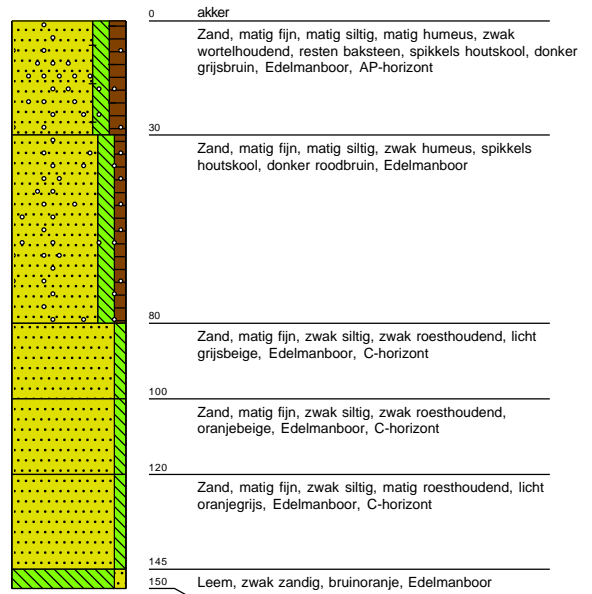 0 akker
Zand, matig fijn, matig siltig, matig humeus, zwak
wortelhoudend, resten baksteen, spikkels houtskool, donker
grijsbruin, Edelmanboor, AP-horizont
30
Zand, matig fijn, matig siltig, zwak humeus, spikkels
houtskool, donker roodbruin, Edelmanboor
80
Zand, matig fijn, zwak siltig, zwak roesthoudend, licht
grijsbeige, Edelmanboor, C-horizont
100
Zand, matig fijn, zwak siltig, zwak roesthoudend,
oranjebeige, Edelmanboor, C-horizont
120
Zand, matig fijn, zwak siltig, matig roesthoudend, licht
oranjegrijs, Edelmanboor, C-horizont
145
150 Leem, zwak zandig, bruinoranje, Edelmanboor